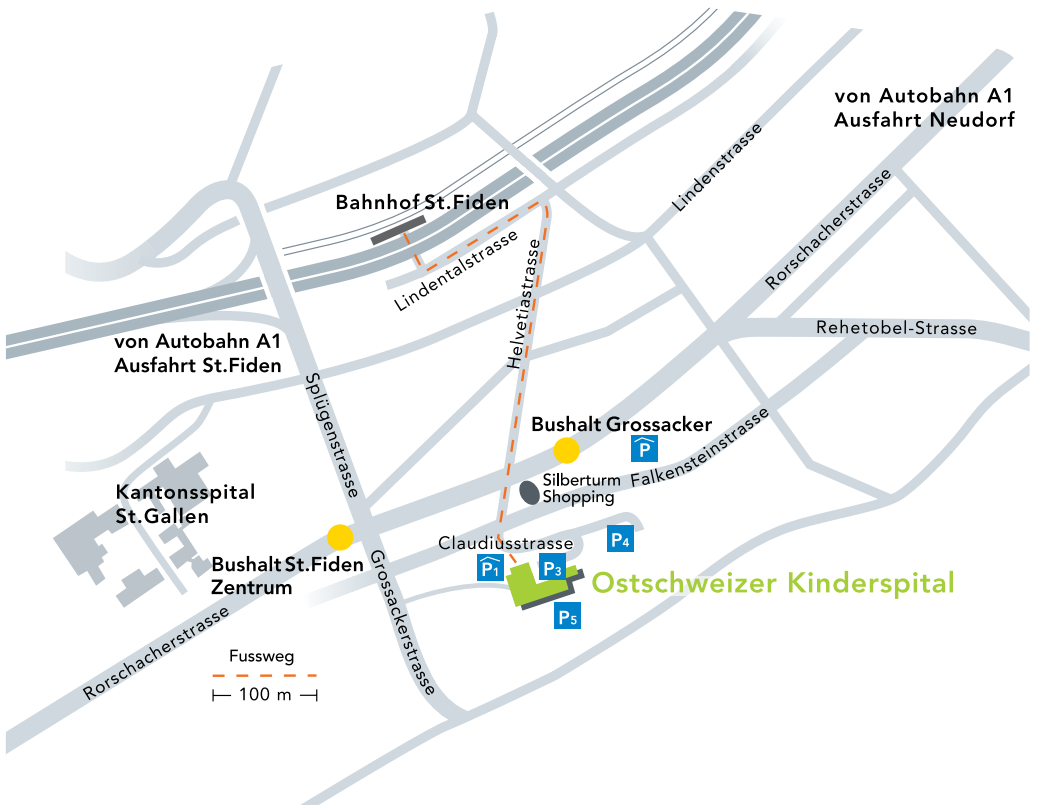 von Autobahn A1
Ausfahrt Neudorf
Lindenstrasse
Bahnhof St.Fiden
Rorschacherstrasse
Lindentalstrasse
Helvetiastrasse
Rehetobel-Strasse
von Autobahn A1
Ausfahrt St.Fiden
Splügenstrasse
Bushalt Grossacker
P
Falkensteinstrasse
Silberturm
Shopping
Kantonsspital
St.Gallen
Claudiusstrasse
P4
P1
P3
Bushalt St.Fiden
Zentrum
Grossackerstrasse
Ostschweizer Kinderspital
P5
Rorschacherstrasse
Fussweg
100 m